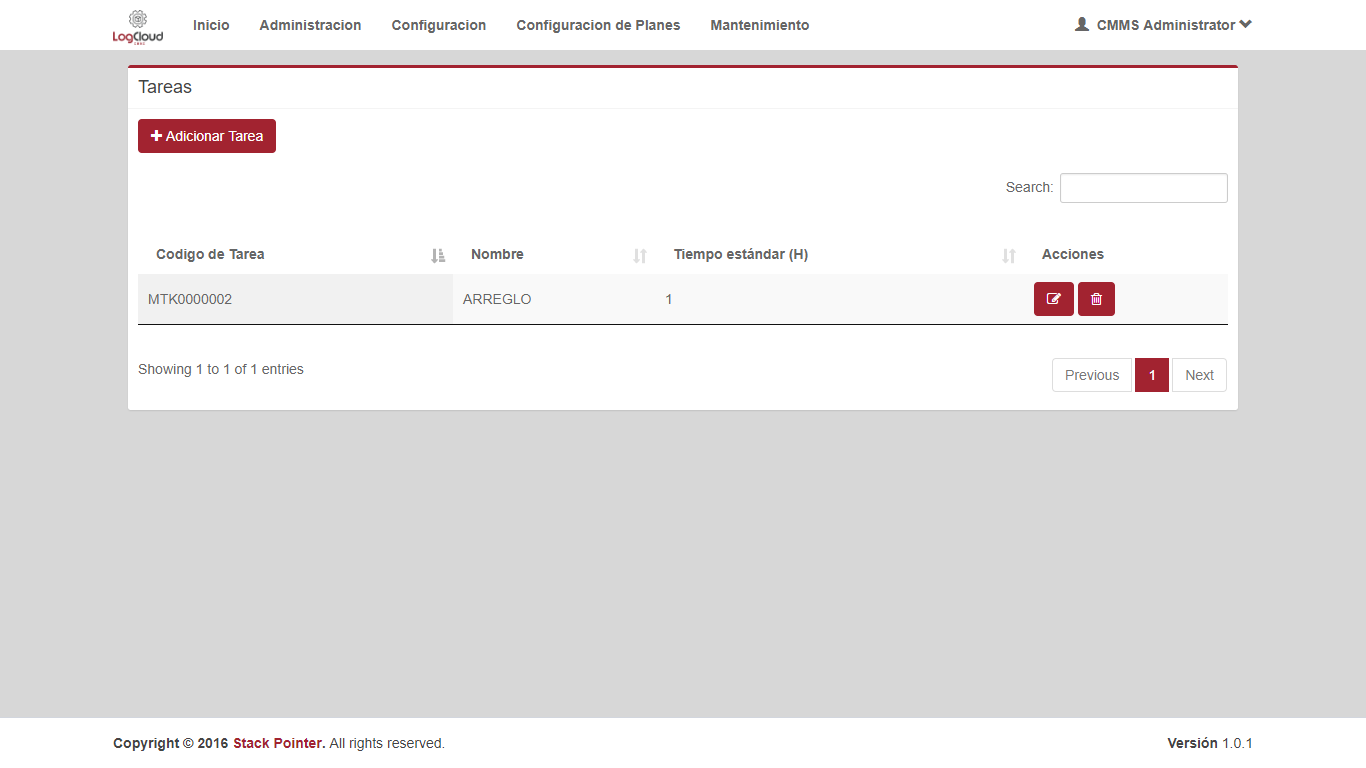 LogCloud
CMMS
Inicio Administracion Configuracion Configuracion de Planes Mantenimiento CMMS Administrator
Tareas
Adicionar Tarea
Search:
Codigo de Tarea Nombre Tiempo estándar (H) Acciones
MTK0000002 ARREGLO 1
Showing 1 to 1 of 1 entries
Previous 1 Next
Copyright © 2016 Stack Pointer. All rights reserved. Versión 1.0.1